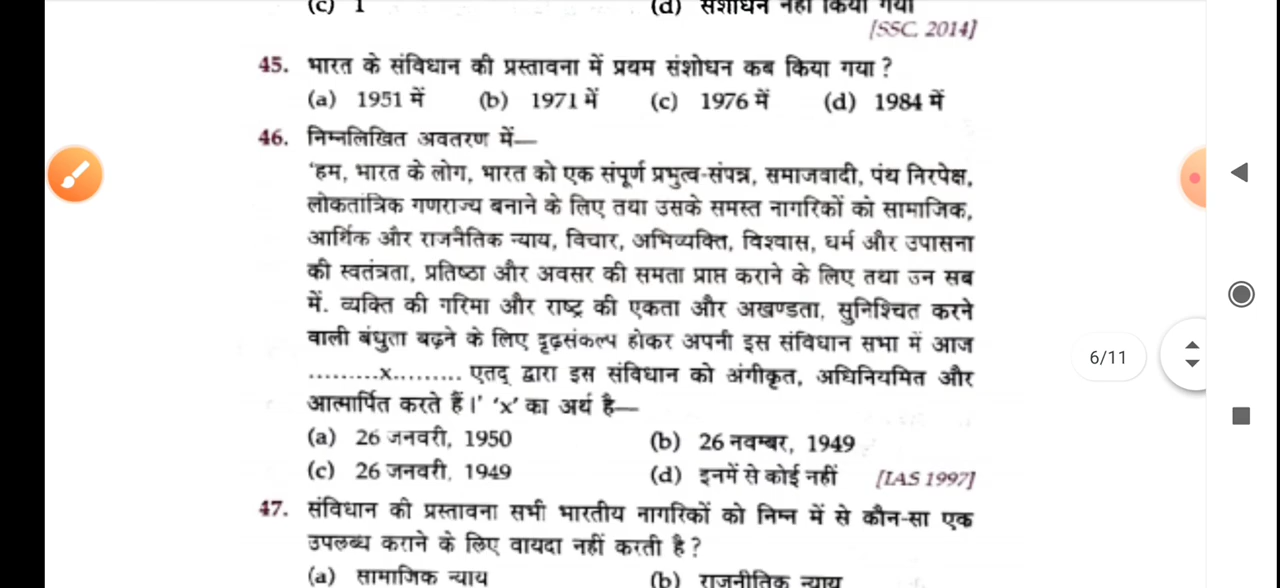 (c) 1 (d) संशोधन नहीं किया गया
[SSC, 2014]
45. भारत के संविधान की प्रस्तावना में प्रथम संशोधन कब किया गया?
(a) 1951 में (b) 1971 में (c) 1976 में (d) 1984 में
46. निम्नलिखित अवतरण में—
'हम, भारत के लोग, भारत को एक संपूर्ण प्रभुत्व-संपन्न, समाजवादी, पंथ निरपेक्ष,
लोकतांत्रिक गणराज्य बनाने के लिए तथा उसके समस्त नागरिकों को सामाजिक,
आर्थिक और राजनैतिक न्याय, विचार, अभिव्यक्ति, विश्वास, धर्म और उपासना
की स्वतंत्रता, प्रतिष्ठा और अवसर की समता प्राप्त कराने के लिए तथा उन सब
में. व्यक्ति की गरिमा और राष्ट्र की एकता और अखण्डता, सुनिश्चित करने
वाली बंधुता बढ़ने के लिए दृढ़संकल्प होकर अपनी इस संविधान सभा में आज
.........x......... एतद् द्वारा इस संविधान को अंगीकृत, अधिनियमित और
आत्मार्पित करते हैं।' 'x' का अर्थ है—
(a) 26 जनवरी, 1950 (b) 26 नवम्बर, 1949
(c) 26 जनवरी, 1949 (d) इनमें से कोई नहीं [IAS 1997]
47. संविधान की प्रस्तावना सभी भारतीय नागरिकों को निम्न में से कौन-सा एक
उपलब्ध कराने के लिए वायदा नहीं करती है?
(a) सामाजिक न्याय (b) राजनीतिक न्याय
6/11